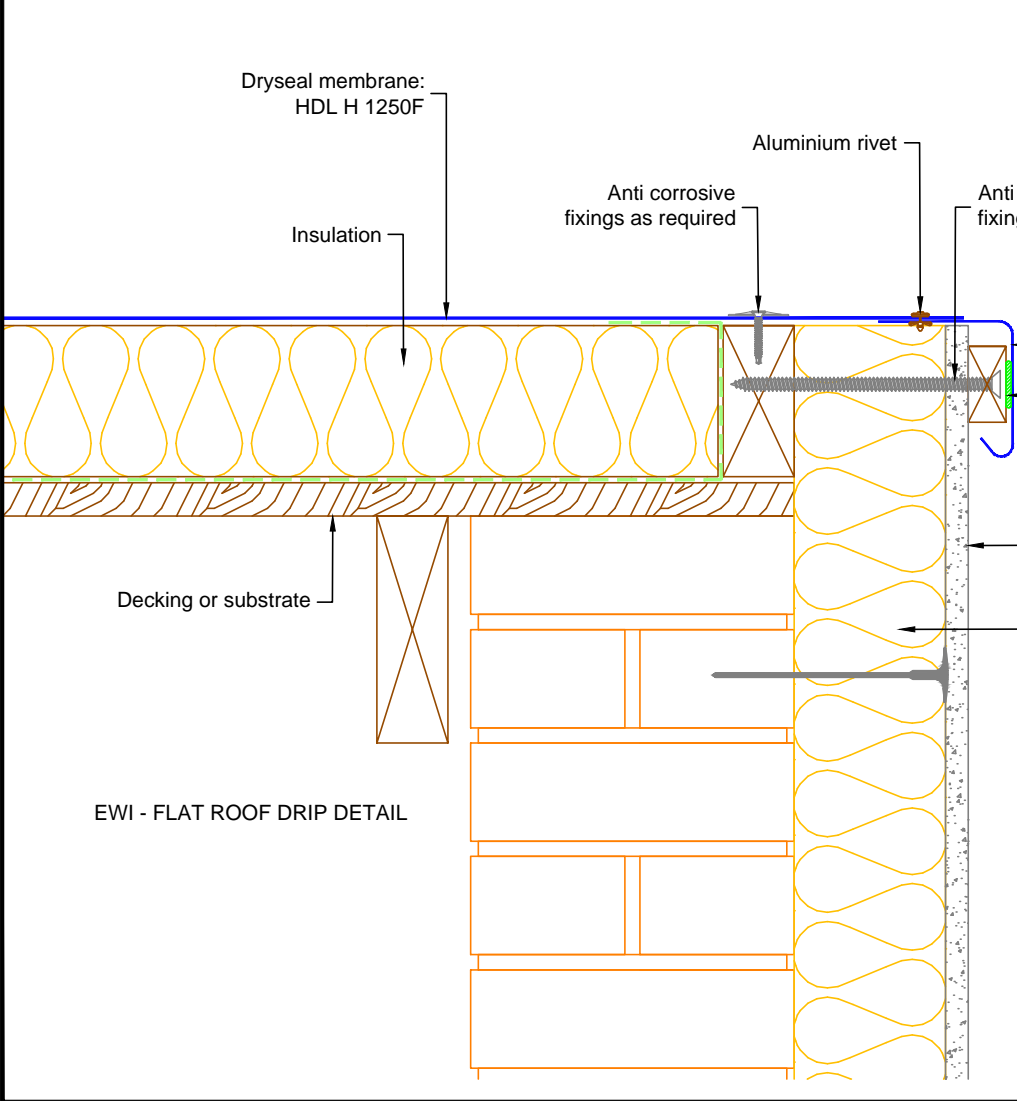 Dryseal membrane:
HDL H 1250F
Aluminium rivet
Anti corrosive
fixings as required
Anti
Insulation
Decking or substrate
EWI - FLAT ROOF DRIP DETAIL